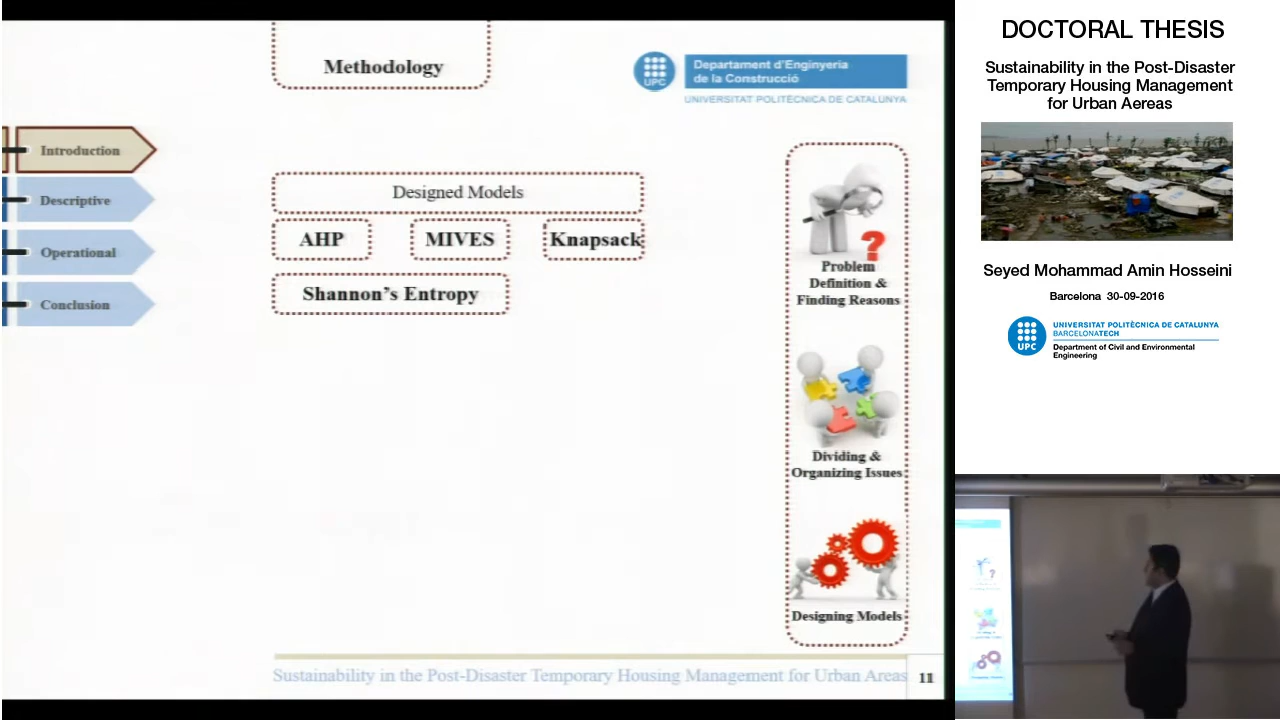 Methodology
UPC
Departament d'Enginyeria
de la Construcció
UNIVERSITAT POLITÈCNICA DE CATALUNYA
Introduction
Descriptive
Operational
Conclusion
Designed Models
AHP
MIVES
Knapsack
Shannon's Entropy
?
Problem
Definition &
Finding Reasons
Dividing &
Organizing Issues
Designing Models
Sustainability in the Post-Disaster Temporary Housing Management for Urban Areas
11
DOCTORAL THESIS
Sustainability in the Post-Disaster
Temporary Housing Management
for Urban Aereas
Seyed Mohammad Amin Hosseini
Barcelona 30-09-2016
UPC
UNIVERSITAT POLITÈCNICA DE CATALUNYA
BARCELONATECH
Department of Civil and Environmental
Engineering